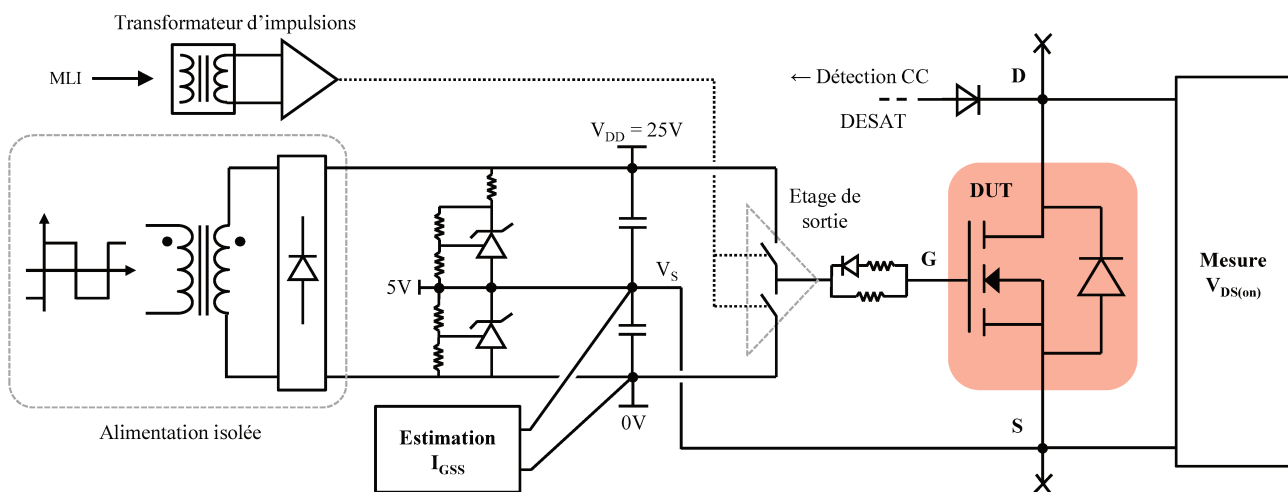 Transformateur d'impulsions
MLI
← Détection CC
DESAT
D
V_DD = 25V
Etage de
sortie
DUT
G
5V
V_S
Mesure
V_DS(on)
Alimentation isolée
Estimation
I_GSS
0V
S